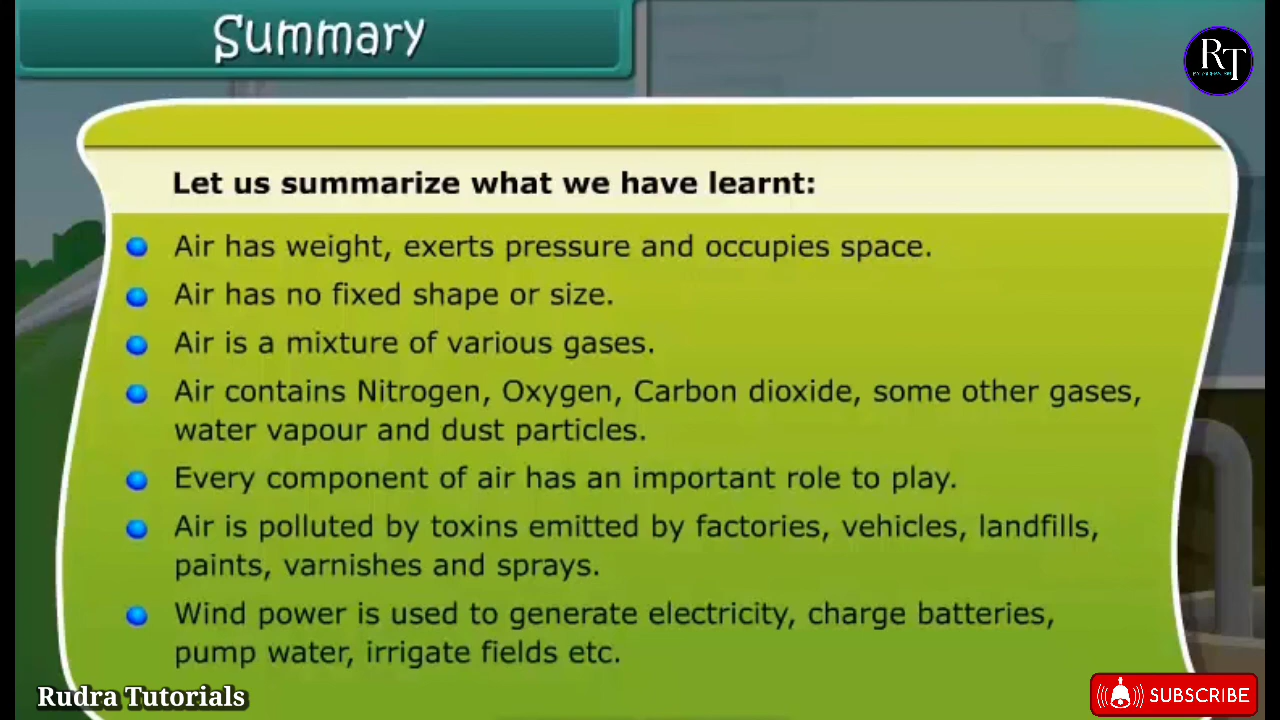 Summary
RT
Let us summarize what we have learnt:
Air has weight, exerts pressure and occupies space.
Air has no fixed shape or size.
Air is a mixture of various gases.
Air contains Nitrogen, Oxygen, Carbon dioxide, some other gases,
water vapour and dust particles.
Every component of air has an important role to play.
Air is polluted by toxins emitted by factories, vehicles, landfills,
paints, varnishes and sprays.
Wind power is used to generate electricity, charge batteries,
pump water, irrigate fields etc.
Rudra Tutorials
SUBSCRIBE